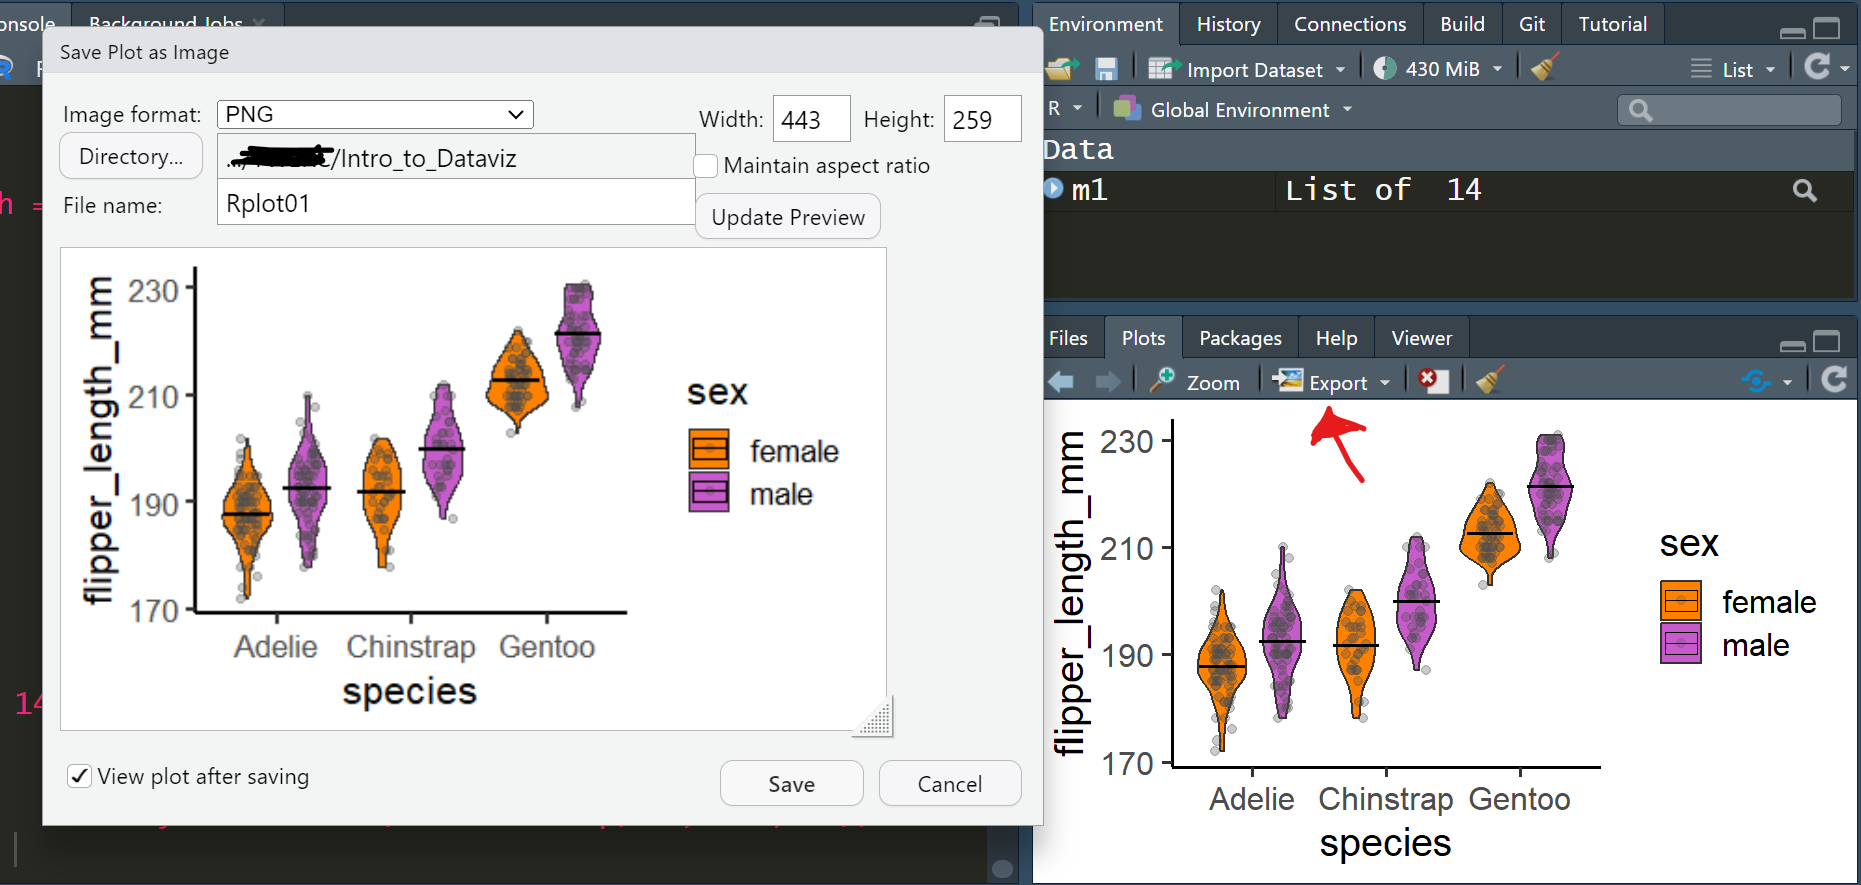 onsole
Background Jobs
Save Plot as Image
Image format: PNG
Width: 443 Height: 259
Directory...
/Intro_to_Dataviz
Maintain aspect ratio
File name: Rplot01
Update Preview
flipper_length_mm
230
210
190
170
Adelie Chinstrap Gentoo
species
sex
female
male
View plot after saving
Save Cancel
h =
14
Environment History Connections Build Git Tutorial
Import Dataset 430 MiB List
R Global Environment
Data
m1 List of 14
Files Plots Packages Help Viewer
Zoom Export
flipper_length_mm
230
210
190
170
Adelie Chinstrap Gentoo
species
sex
female
male